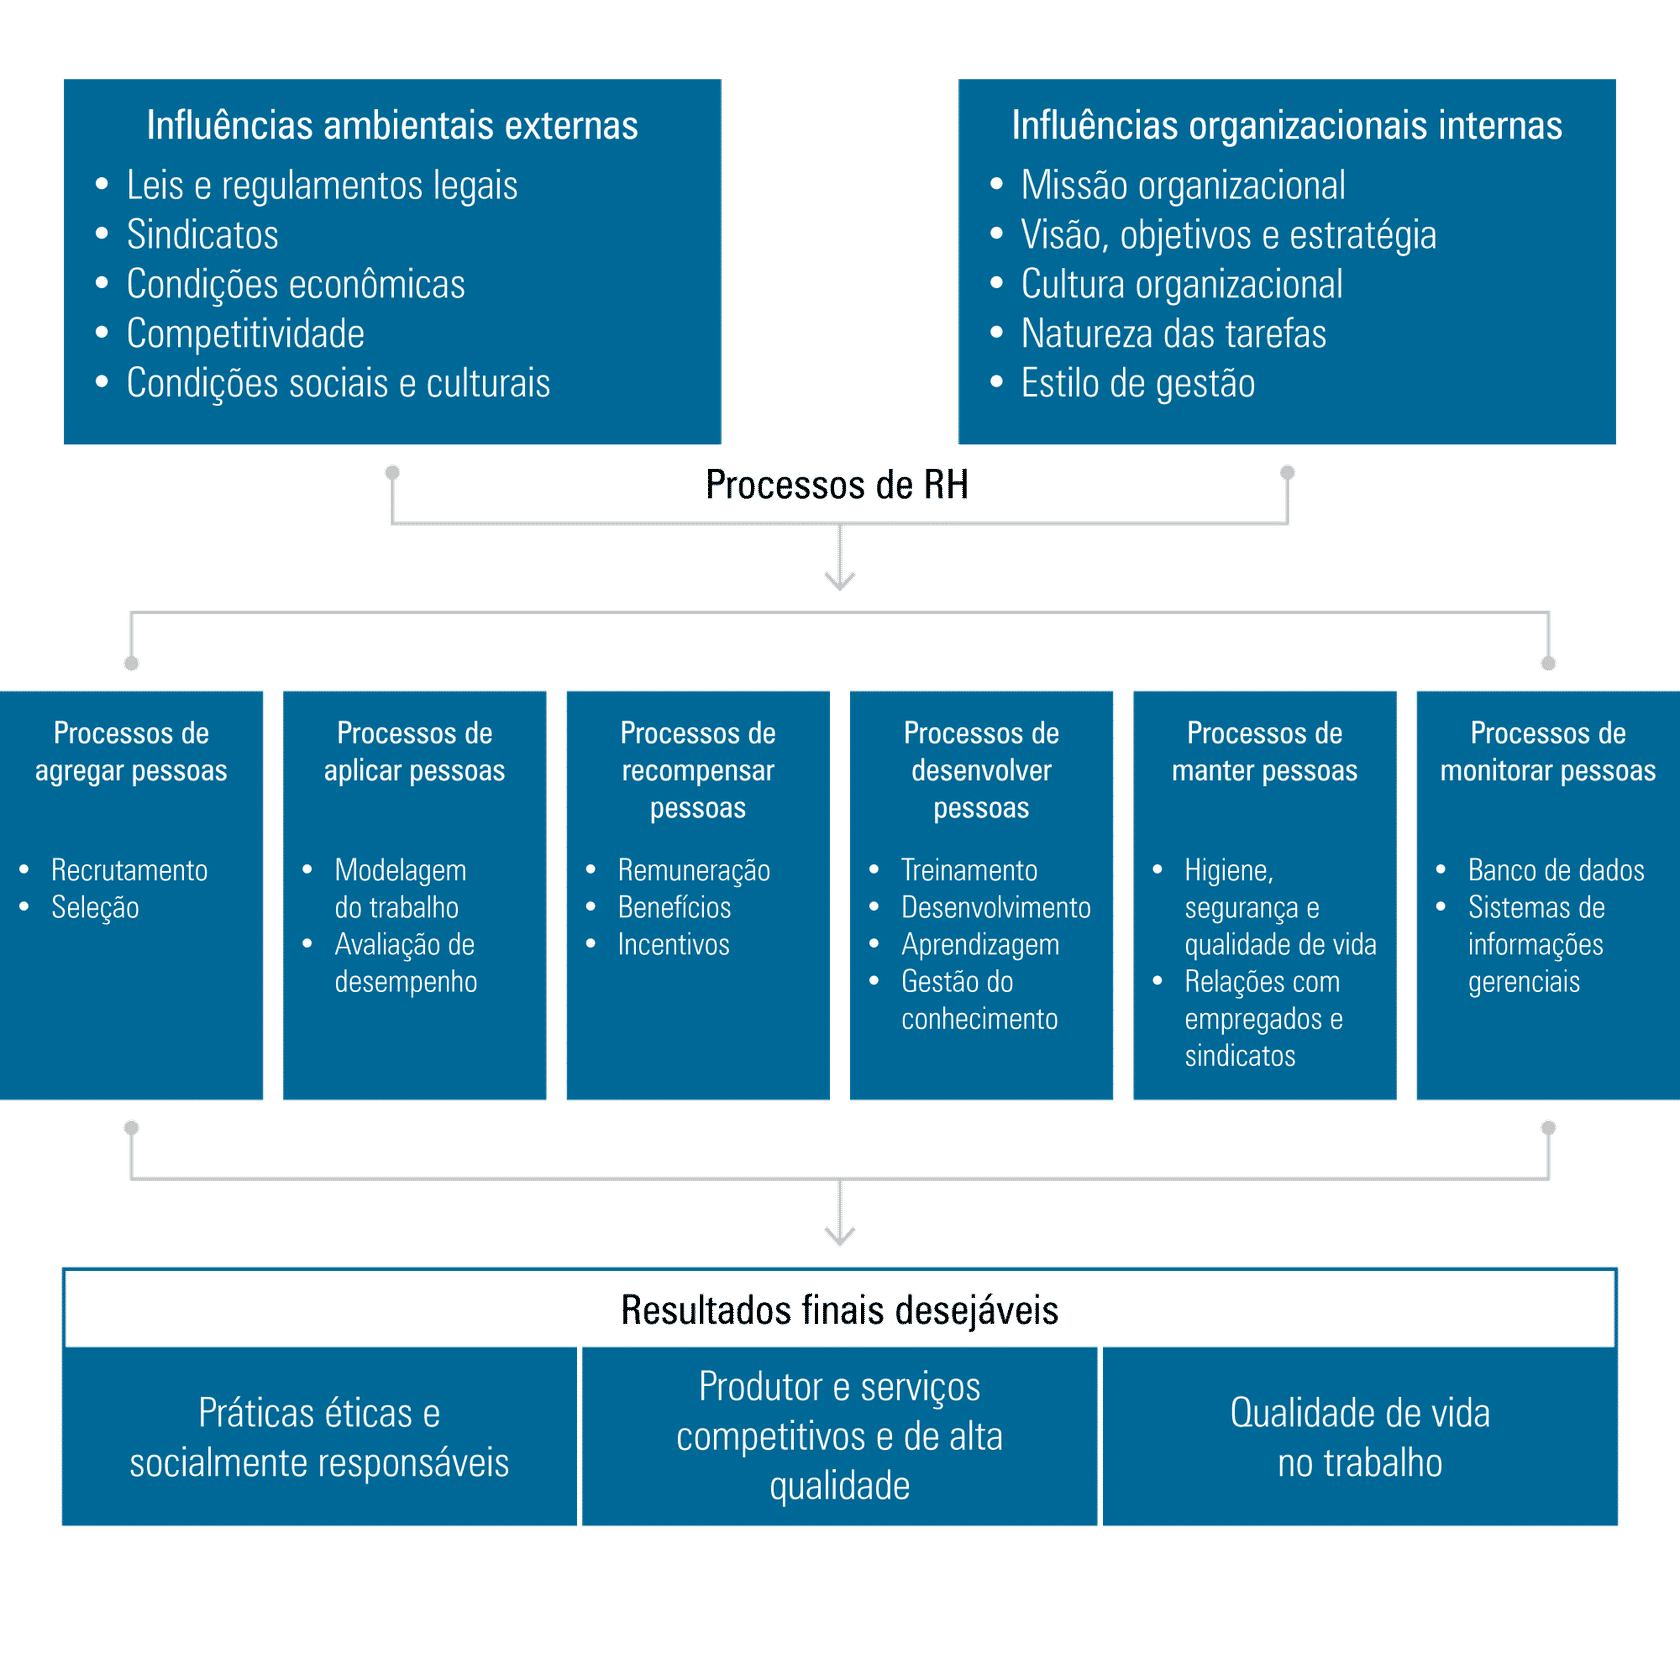 Influências ambientais externas
• Leis e regulamentos legais
• Sindicatos
• Condições econômicas
• Competitividade
• Condições sociais e culturais
Influências organizacionais internas
• Missão organizacional
• Visão, objetivos e estratégia
• Cultura organizacional
• Natureza das tarefas
• Estilo de gestão
Processos de RH
Processos de
agregar pessoas
• Recrutamento
• Seleção
Processos de
aplicar pessoas
• Modelagem
do trabalho
• Avaliação de
desempenho
Processos de
recompensar
pessoas
• Remuneração
• Benefícios
• Incentivos
Processos de
desenvolver
pessoas
• Treinamento
• Desenvolvimento
• Aprendizagem
• Gestão do
conhecimento
Processos de
manter pessoas
• Higiene,
segurança e
qualidade de vida
• Relações com
empregados e
sindicatos
Processos de
monitorar pessoas
• Banco de dados
• Sistemas de
informações
gerenciais
Resultados finais desejáveis
Práticas éticas e
socialmente responsáveis
Produtor e serviços
competitivos e de alta
qualidade
Qualidade de vida
no trabalho